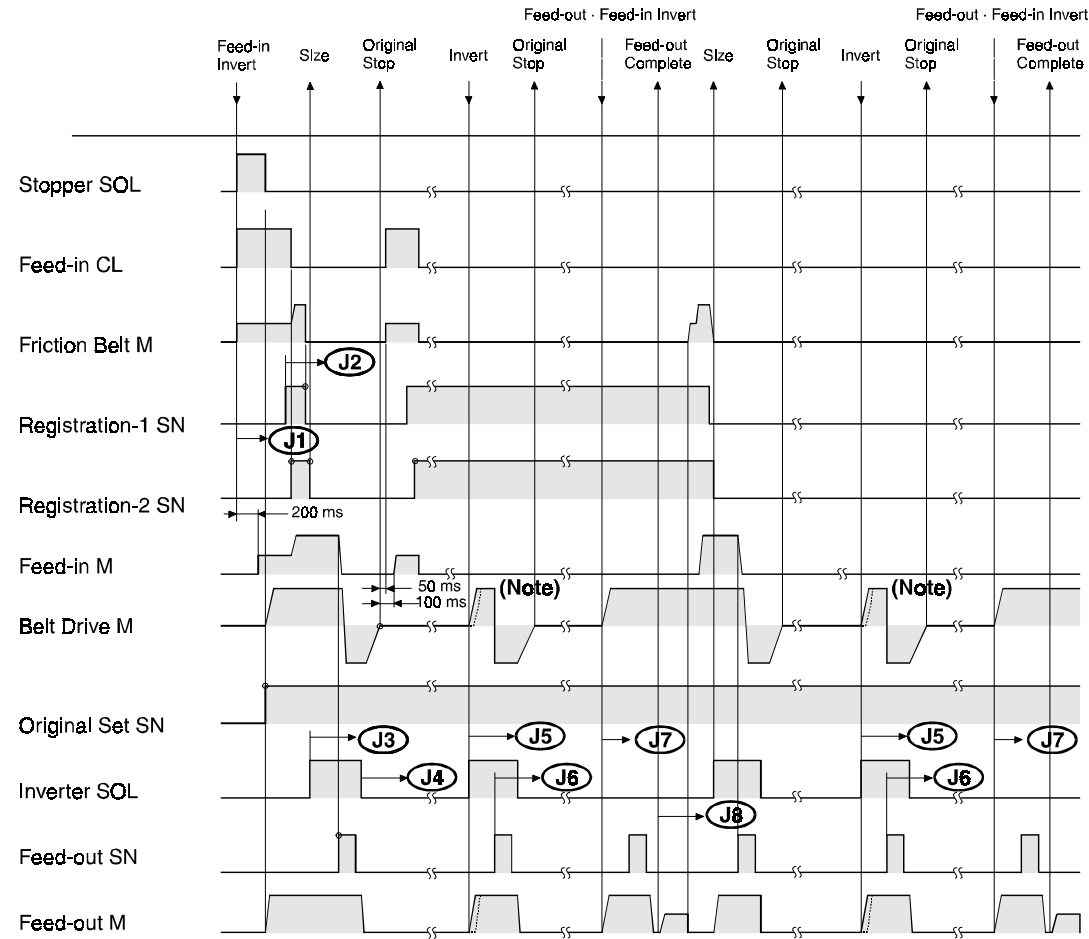 Feed-out · Feed-in Invert
Feed-out · Feed-in Invert
Feed-in
Invert
Size
Original
Stop
Invert
Original
Stop
Feed-out
Complete
Size
Original
Stop
Invert
Original
Stop
Feed-out
Complete
Stopper SOL
Feed-in CL
Friction Belt M
J2
Registration-1 SN
J1
Registration-2 SN
200 ms
Feed-in M
50 ms
100 ms
(Note)
(Note)
Belt Drive M
Original Set SN
J3
J5
J7
J5
J7
J4
J6
J6
Inverter SOL
J8
Feed-out SN
Feed-out M